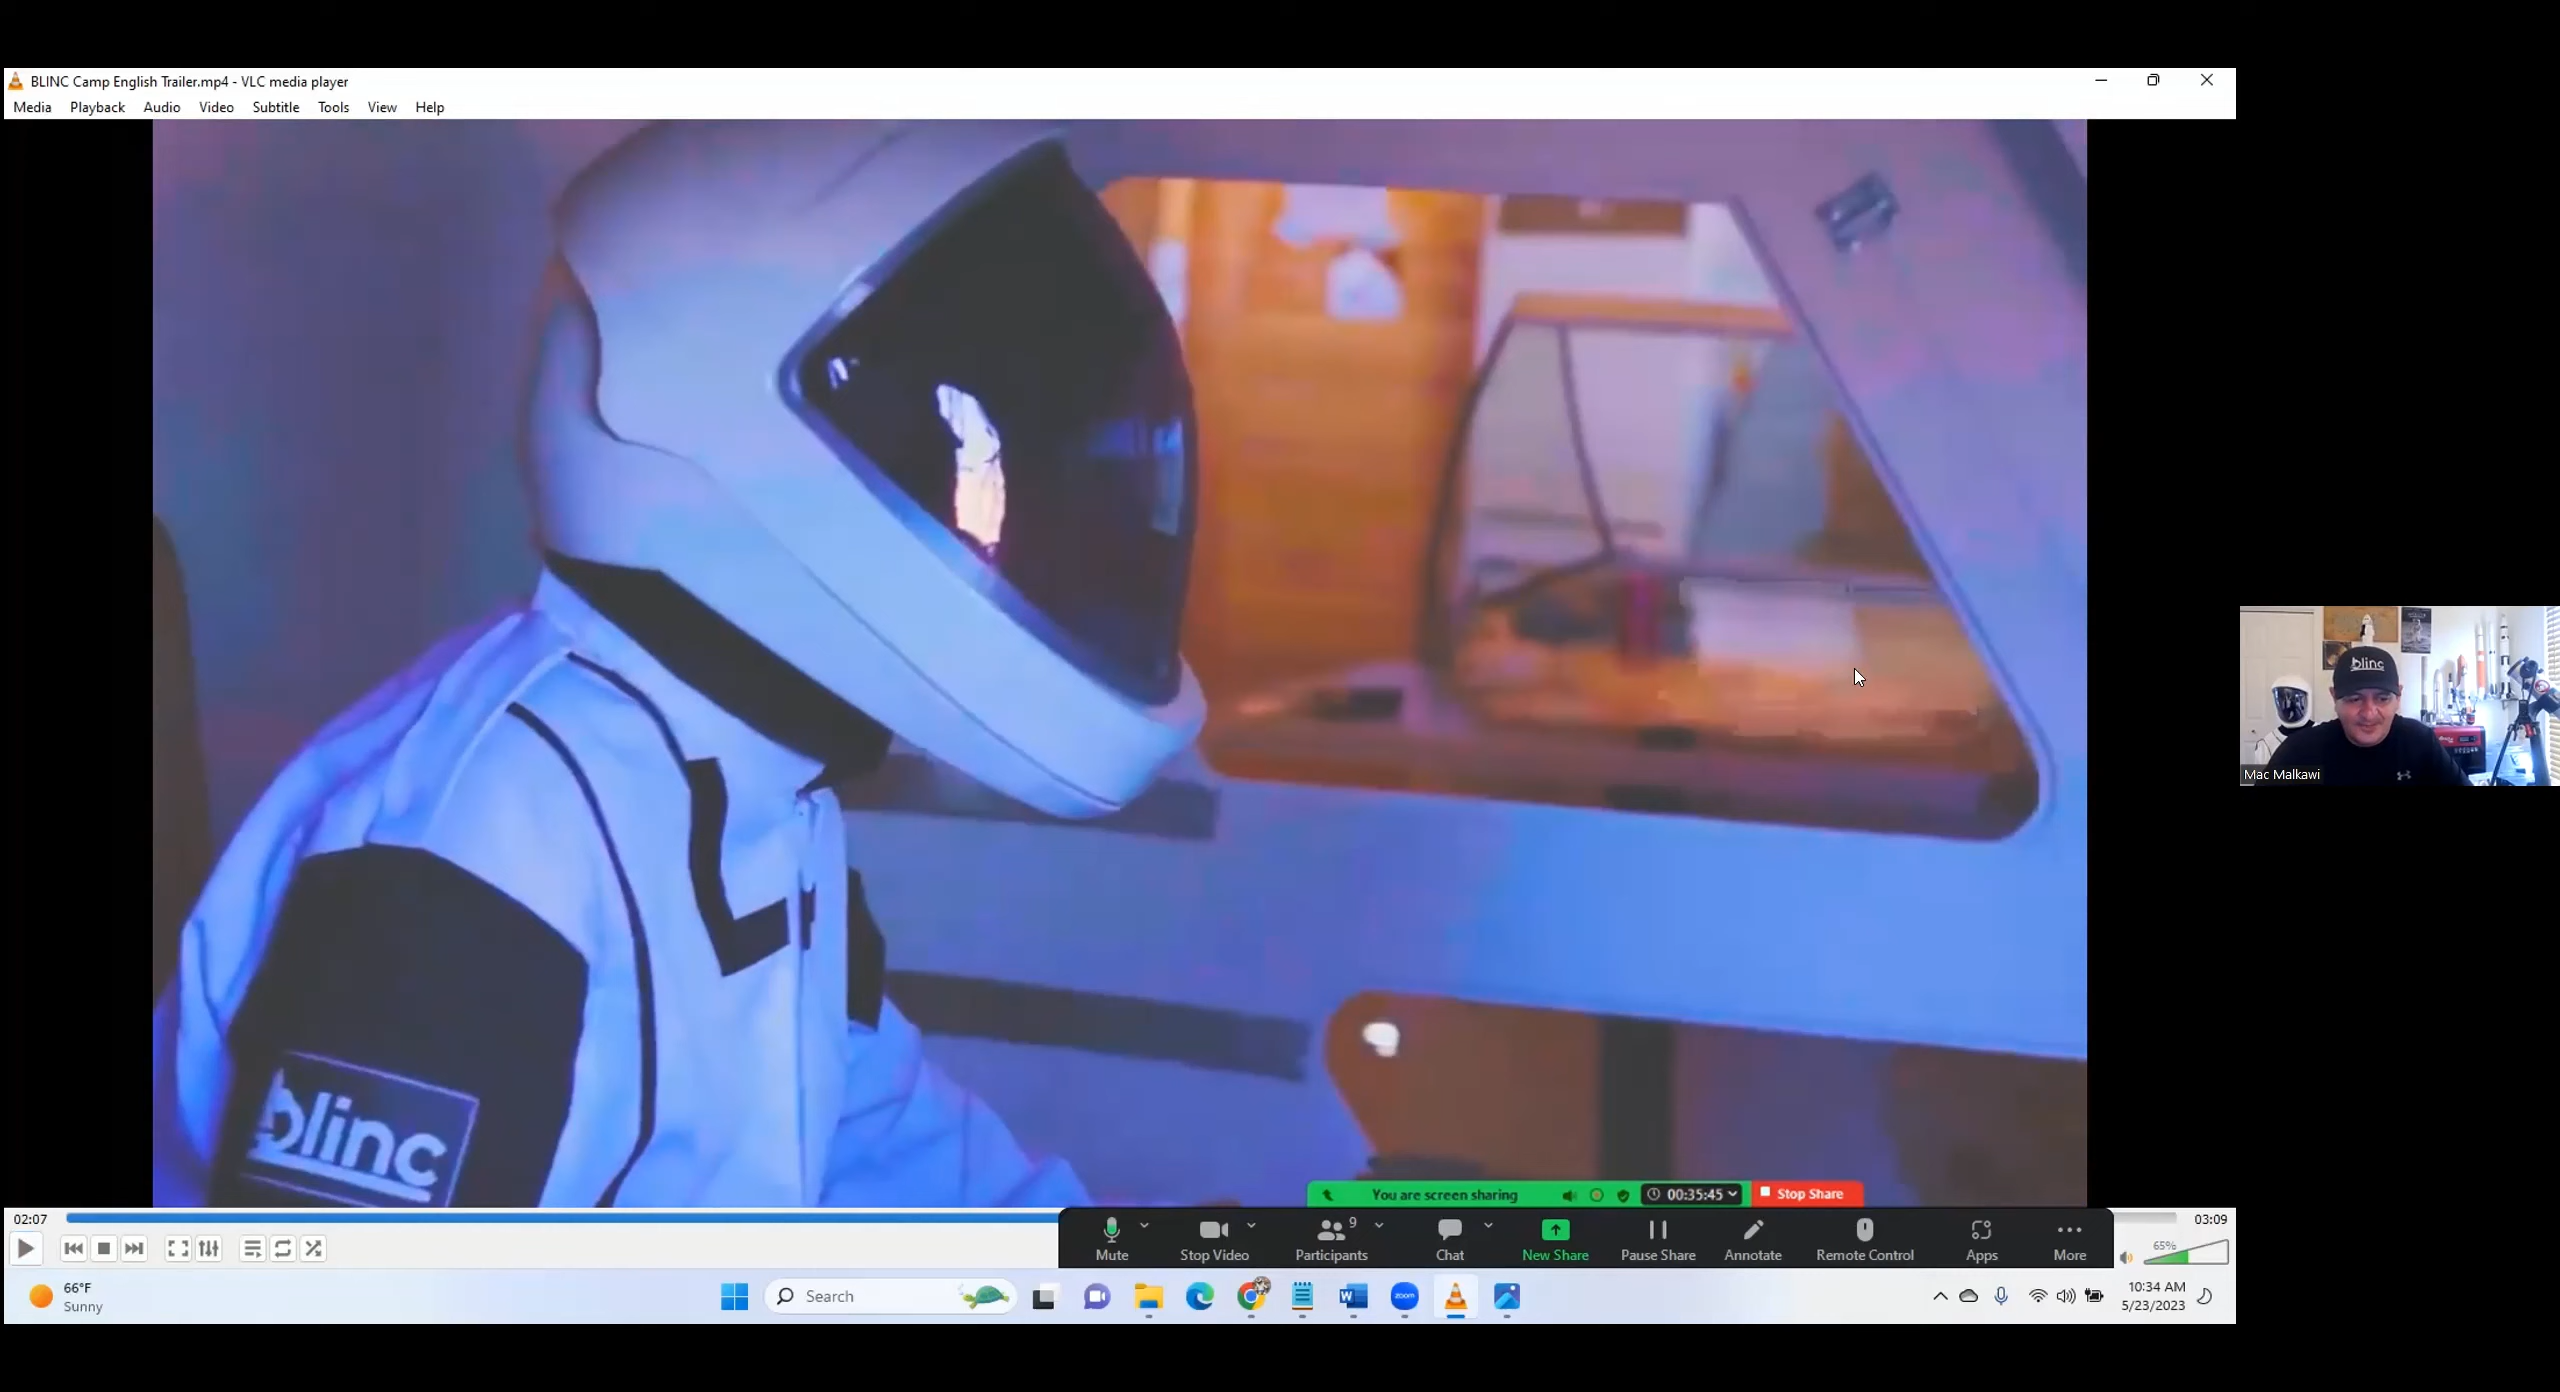 BLINC Camp English Trailer.mp4 - VLC media player
Media Playback Audio Video Subtitle Tools View Help
blinc
blinc
Mac Malkawi
You are screen sharing 00:35:45 Stop Share
02:07 03:09
Mute Stop Video Participants 9 Chat New Share Pause Share Annotate Remote Control Apps More
65%
66°F
Sunny
Search
zoom
10:34 AM
5/23/2023